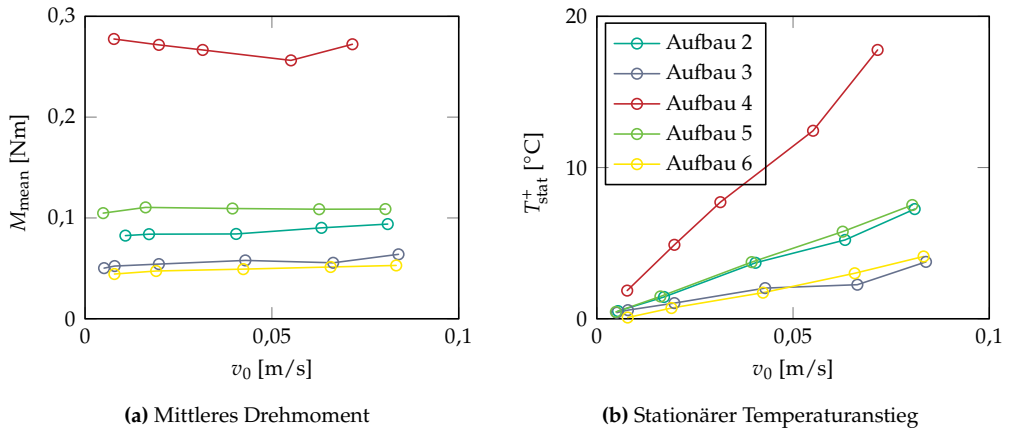 0,3
0,2
0,1
0
M_mean [Nm]
0
0,05
0,1
v_0 [m/s]
(a) Mittleres Drehmoment
20
10
0
T^+_stat [°C]
Aufbau 2
Aufbau 3
Aufbau 4
Aufbau 5
Aufbau 6
0
0,05
0,1
v_0 [m/s]
(b) Stationärer Temperaturanstieg